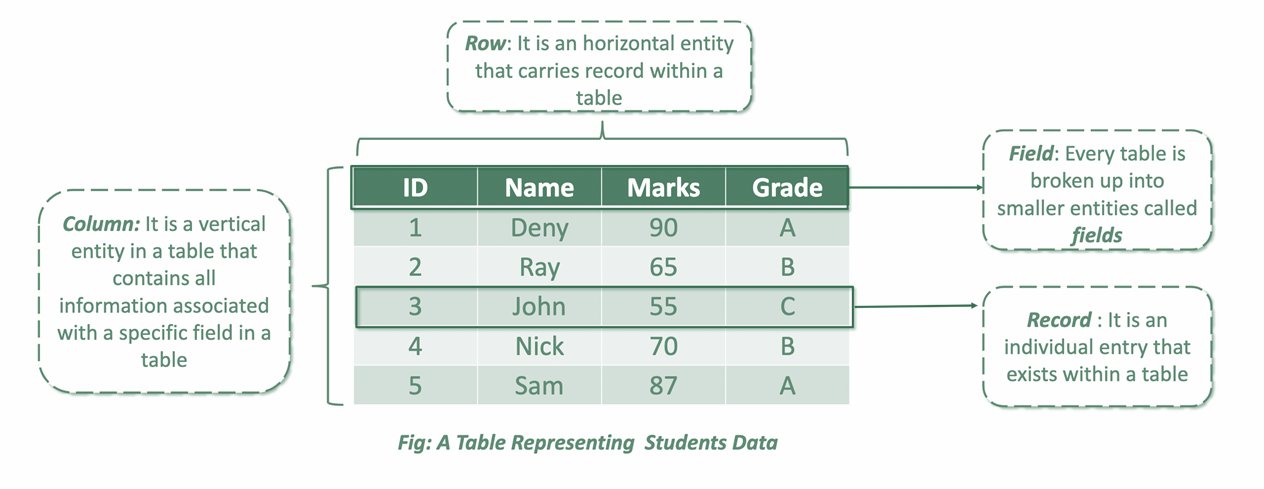 Row: It is an horizontal entity
that carries record within a
table
Field: Every table is
broken up into
smaller entities called
fields
Column: It is a vertical
entity in a table that
contains all
information associated
with a specific field in a
table
ID Name Marks Grade
1 Deny 90 A
2 Ray 65 B
3 John 55 C
4 Nick 70 B
5 Sam 87 A
Record : It is an
individual entry that
exists within a table
Fig: A Table Representing Students Data